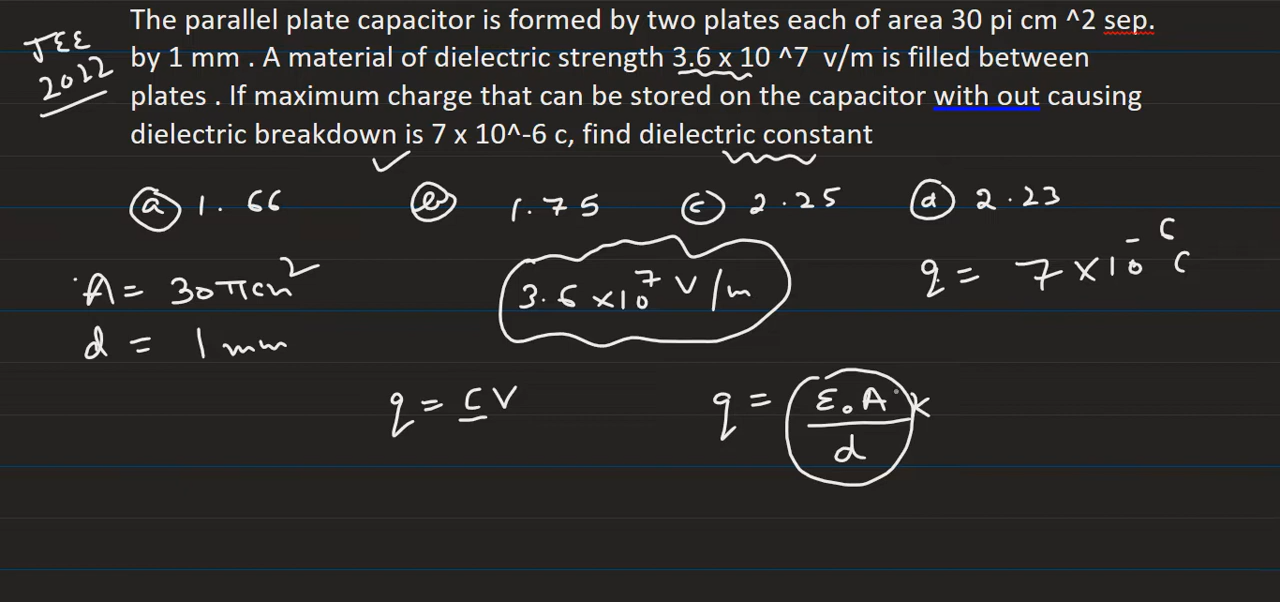 The parallel plate capacitor is formed by two plates each of area 30 pi cm ^2 sep.
by 1 mm . A material of dielectric strength 3.6 x 10 ^7 v/m is filled between
plates . If maximum charge that can be stored on the capacitor with out causing
dielectric breakdown is 7 x 10^-6 c, find dielectric constant
JEE
2022
ⓐ 1.66 ⓑ 1.75 ⓒ 2.25 ⓓ 2.23
A = 30πcm² 3.6 ×10⁷ V/m q = 7×10⁻⁶ C
d = 1 mm
q = CV q = ε₀A/d k